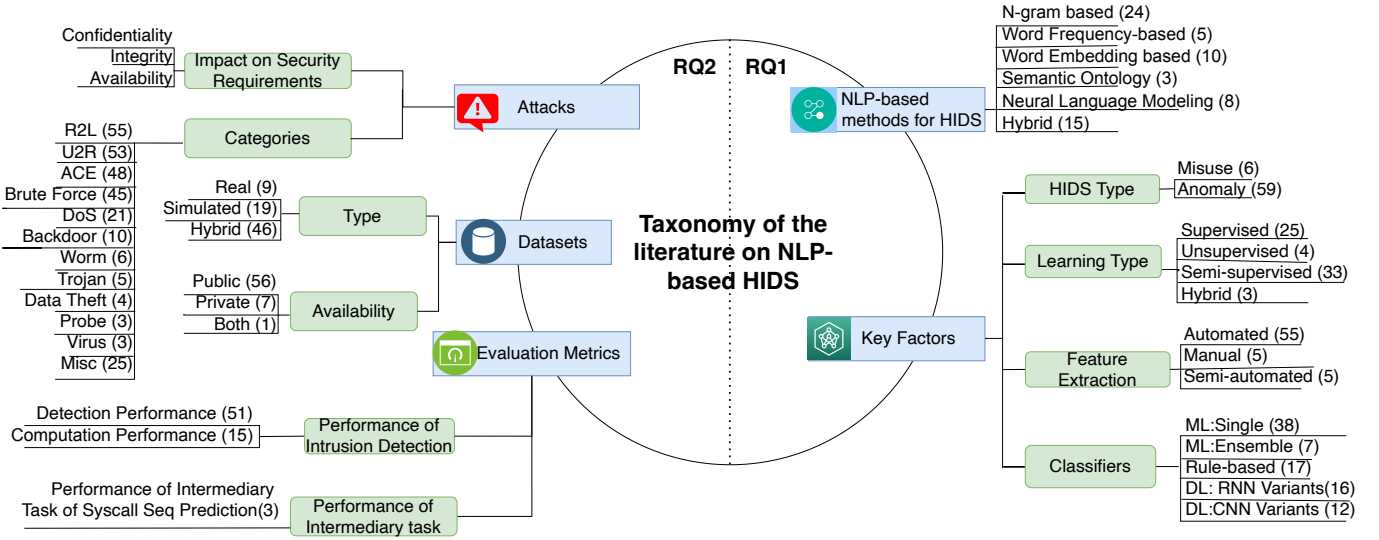 Taxonomy of the
literature on NLP-
based HIDS
RQ2
RQ1
Attacks
Impact on Security
Requirements
Confidentiality
Integrity
Availability
Categories
R2L (55)
U2R (53)
ACE (48)
Brute Force (45)
DoS (21)
Backdoor (10)
Worm (6)
Trojan (5)
Data Theft (4)
Probe (3)
Virus (3)
Misc (25)
Datasets
Type
Real (9)
Simulated (19)
Hybrid (46)
Availability
Public (56)
Private (7)
Both (1)
Evaluation Metrics
Performance of
Intrusion Detection
Detection Performance (51)
Computation Performance (15)
Performance of
Intermediary task
Performance of Intermediary
Task of Syscall Seq Prediction(3)
NLP-based
methods for HIDS
N-gram based (24)
Word Frequency-based (5)
Word Embedding based (10)
Semantic Ontology (3)
Neural Language Modeling (8)
Hybrid (15)
Key Factors
HIDS Type
Misuse (6)
Anomaly (59)
Learning Type
Supervised (25)
Unsupervised (4)
Semi-supervised (33)
Hybrid (3)
Feature
Extraction
Automated (55)
Manual (5)
Semi-automated (5)
Classifiers
ML:Single (38)
ML:Ensemble (7)
Rule-based (17)
DL: RNN Variants(16)
DL:CNN Variants (12)